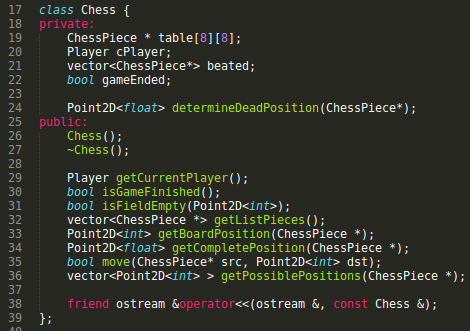 17 class Chess {
18 private:
19     ChessPiece * table[8][8];
20     Player cPlayer;
21     vector<ChessPiece*> beated;
22     bool gameEnded;
23
24     Point2D<float> determineDeadPosition(ChessPiece*);
25 public:
26     Chess();
27     ~Chess();
28
29     Player getCurrentPlayer();
30     bool isGameFinished();
31     bool isFieldEmpty(Point2D<int>);
32     vector<ChessPiece *> getListPieces();
33     Point2D<int> getBoardPosition(ChessPiece *);
34     Point2D<float> getCompletePosition(ChessPiece *);
35     bool move(ChessPiece* src, Point2D<int> dst);
36     vector<Point2D<int> > getPossiblePositions(ChessPiece *);
37
38     friend ostream &operator<<(ostream &, const Chess &);
39 };